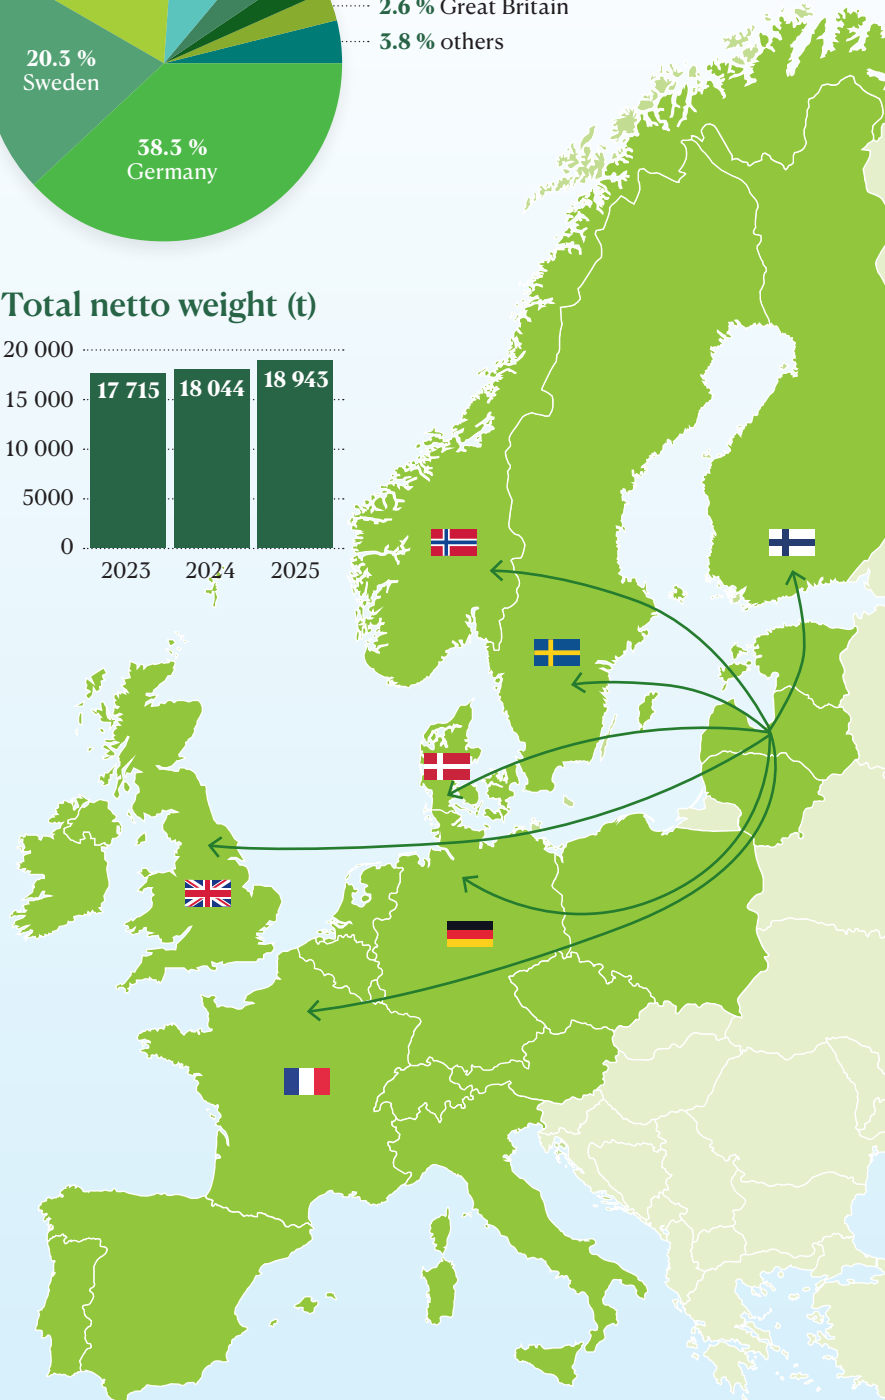 2.6 % Great Britain
3.8 % others
20.3 %
Sweden
38.3 %
Germany
Total netto weight (t)
20 000
17 715
18 044
18 943
15 000
10 000
5000
0
2023
2024
2025